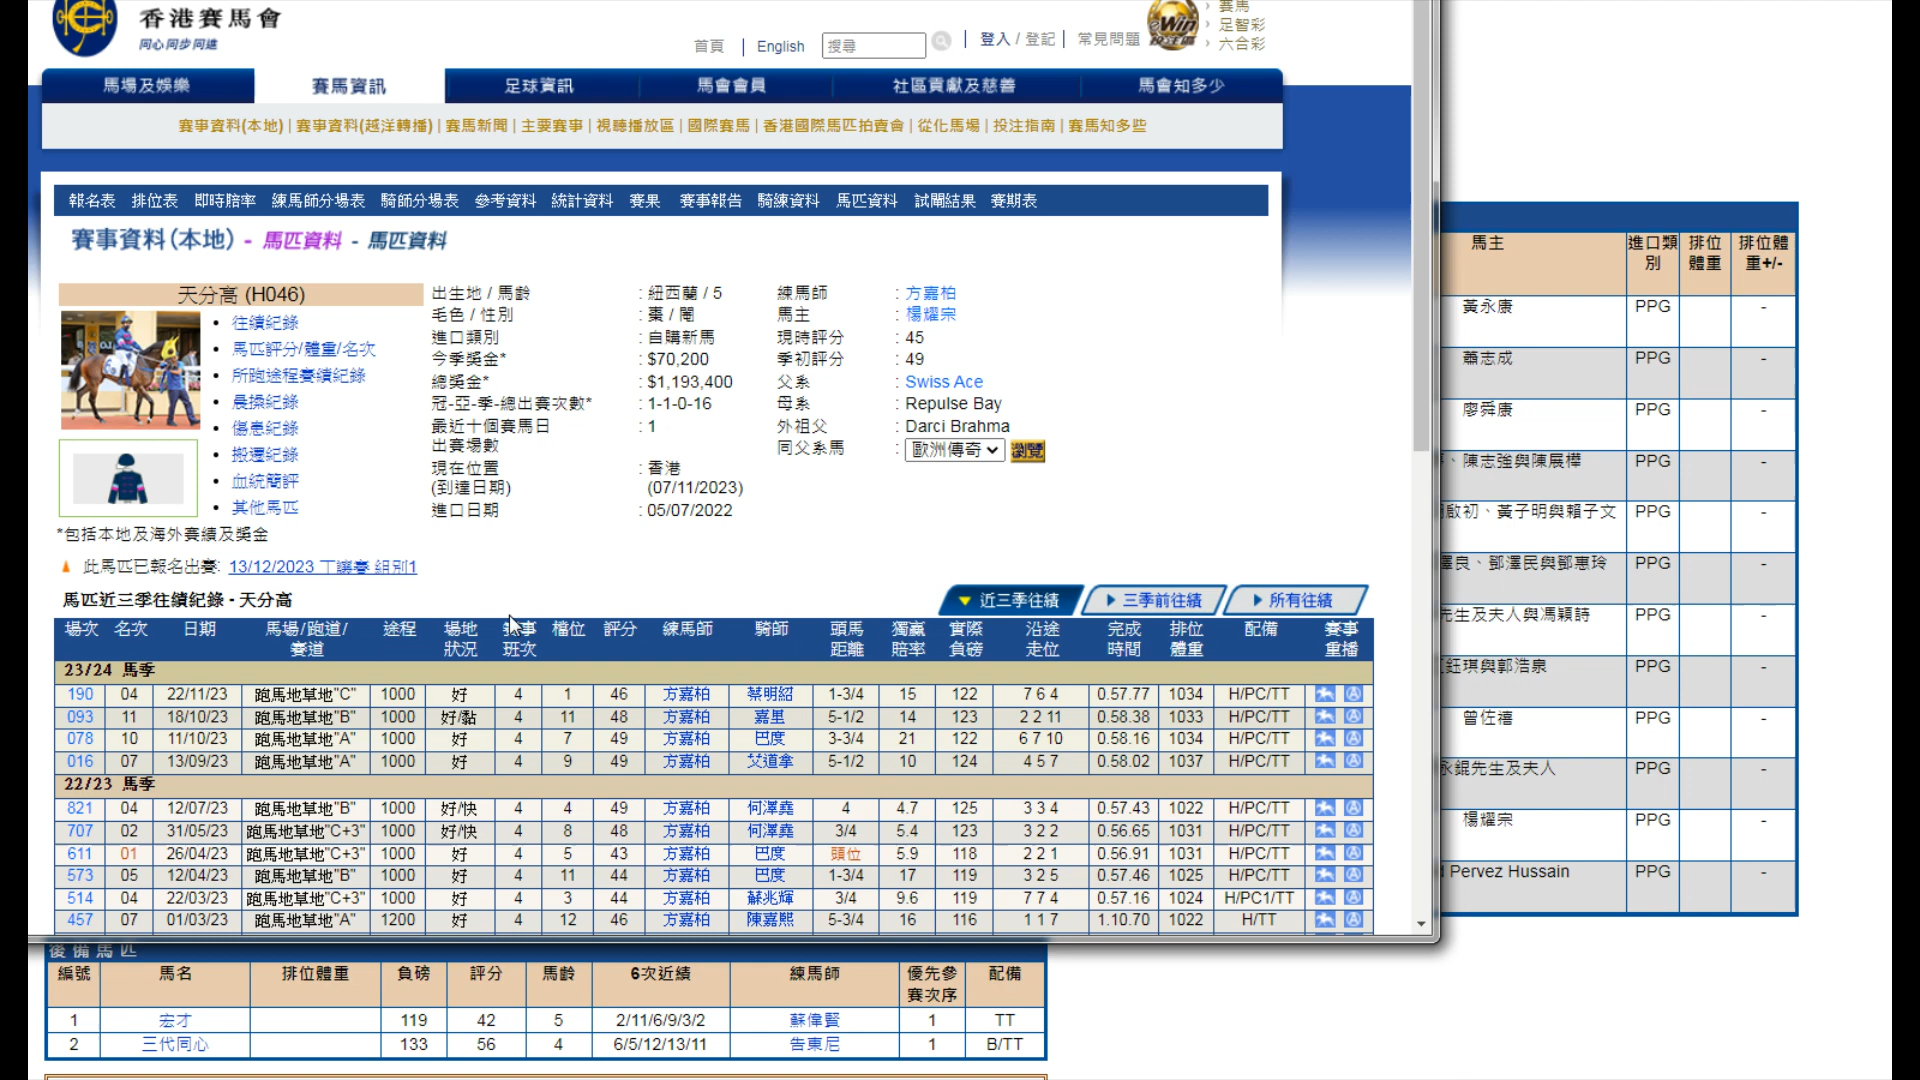 香港賽馬會
同心同步同進
首頁 | English 搜尋 | 登入 / 登記 | 常見問題
eWin 投注區
› 賽馬
› 足智彩
› 六合彩
馬場及娛樂 賽馬資訊 足球資訊 馬會會員 社區貢獻及慈善 馬會知多少
賽事資料(本地) | 賽事資料(越洋轉播) | 賽馬新聞 | 主要賽事 | 視聽播放區 | 國際賽馬 | 香港國際馬匹拍賣會 | 從化馬場 | 投注指南 | 賽馬知多些
報名表 排位表 即時賠率 練馬師分場表 騎師分場表 參考資料 統計資料 賽果 賽事報告 騎練資料 馬匹資料 試閘結果 賽期表
賽事資料(本地) - 馬匹資料 - 馬匹資料
天分高 (H046)
• 往績紀錄
• 馬匹評分/體重/名次
• 所跑途程賽績紀錄
• 晨操紀錄
• 傷患紀錄
• 搬遷紀錄
• 血統簡評
• 其他馬匹
出生地 / 馬齡 : 紐西蘭 / 5 練馬師 : 方嘉柏
毛色 / 性別 : 棗 / 閹 馬主 : 楊耀宗
進口類別 : 自購新馬 現時評分 : 45
今季獎金* : $70,200 季初評分 : 49
總獎金* : $1,193,400 父系 : Swiss Ace
冠-亞-季-總出賽次數* : 1-1-0-16 母系 : Repulse Bay
最近十個賽馬日 : 1 外祖父 : Darci Brahma
出賽場數 同父系馬 : 歐洲傳奇 瀏覽
現在位置 : 香港
(到達日期) (07/11/2023)
進口日期 : 05/07/2022
*包括本地及海外賽績及獎金
此馬匹已報名出賽: 13/12/2023 丁讓賽 組別1
馬匹近三季往績紀錄 - 天分高 近三季往績 三季前往績 所有往績
場次 名次 日期 馬場/跑道/賽道 途程 場地狀況 賽事班次 檔位 評分 練馬師 騎師 頭馬距離 獨贏賠率 實際負磅 沿途走位 完成時間 排位體重 配備 賽事重播
23/24 馬季
190 04 22/11/23 跑馬地草地"C" 1000 好 4 1 46 方嘉柏 蔡明紹 1-3/4 15 122 7 6 4 0.57.77 1034 H/PC/TT
093 11 18/10/23 跑馬地草地"B" 1000 好/黏 4 11 48 方嘉柏 嘉里 5-1/2 14 123 2 2 11 0.58.38 1033 H/PC/TT
078 10 11/10/23 跑馬地草地"A" 1000 好 4 7 49 方嘉柏 巴度 3-3/4 21 122 6 7 10 0.58.16 1034 H/PC/TT
016 07 13/09/23 跑馬地草地"A" 1000 好 4 9 49 方嘉柏 艾道拿 5-1/2 10 124 4 5 7 0.58.02 1037 H/PC/TT
22/23 馬季
821 04 12/07/23 跑馬地草地"B" 1000 好/快 4 4 49 方嘉柏 何澤堯 4 4.7 125 3 3 4 0.57.43 1022 H/PC/TT
707 02 31/05/23 跑馬地草地"C+3" 1000 好/快 4 8 48 方嘉柏 何澤堯 3/4 5.4 123 3 2 2 0.56.65 1031 H/PC/TT
611 01 26/04/23 跑馬地草地"C+3" 1000 好 4 5 43 方嘉柏 巴度 頭位 5.9 118 2 2 1 0.56.91 1031 H/PC/TT
573 05 12/04/23 跑馬地草地"B" 1000 好 4 11 44 方嘉柏 巴度 1-3/4 17 119 3 2 5 0.57.46 1025 H/PC/TT
514 04 22/03/23 跑馬地草地"C+3" 1000 好 4 3 44 方嘉柏 蘇兆輝 3/4 9.6 119 7 7 4 0.57.16 1024 H/PC1/TT
457 07 01/03/23 跑馬地草地"A" 1200 好 4 12 46 方嘉柏 陳嘉熙 5-3/4 16 116 1 1 7 1.10.70 1022 H/TT
馬主 進口類別 排位體重 排位體重+/-
黃永康 PPG -
蕭志成 PPG -
廖舜康 PPG -
、陳志強與陳展樺 PPG -
啟初、黃子明與賴子文 PPG -
澤良、鄧澤民與鄧惠玲 PPG -
先生及夫人與馮穎詩 PPG -
鈺琪與郭浩泉 PPG -
曾佐禧 PPG -
永錕先生及夫人 PPG -
楊耀宗 PPG -
Pervez Hussain PPG -
後備馬匹
編號 馬名 排位體重 負磅 評分 馬齡 6次近績 練馬師 優先參賽次序 配備
1 宏才 119 42 5 2/11/6/9/3/2 蘇偉賢 1 TT
2 三代同心 133 56 4 6/5/12/13/11 告東尼 1 B/TT